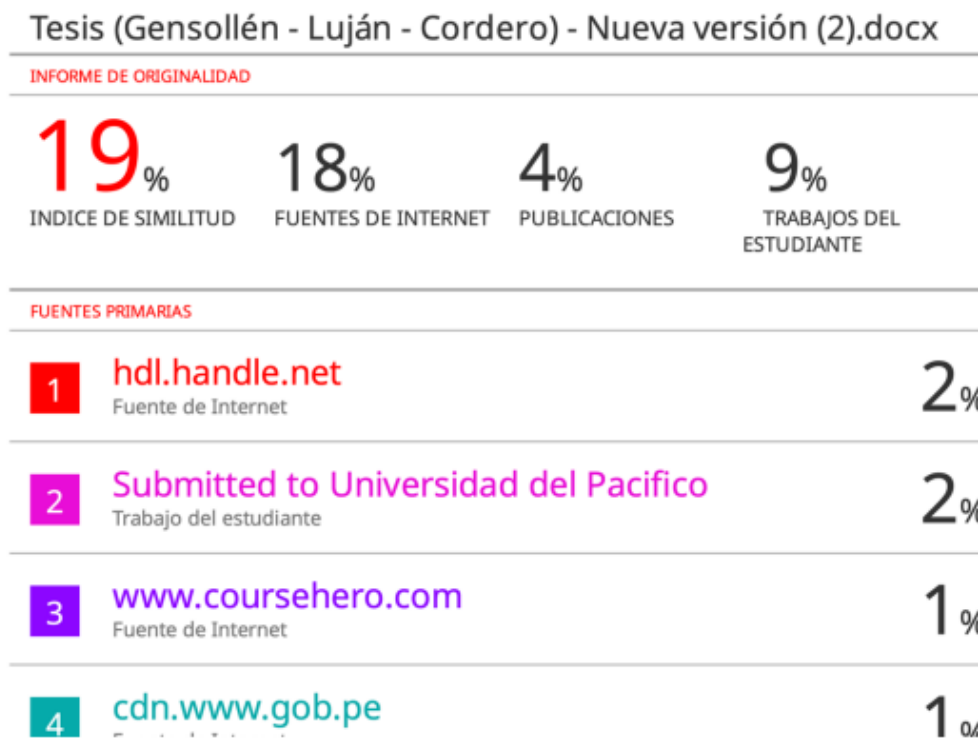 Tesis (Gensollén - Luján - Cordero) - Nueva versión (2).docx
INFORME DE ORIGINALIDAD
19% 18% 4% 9%
INDICE DE SIMILITUD FUENTES DE INTERNET PUBLICACIONES TRABAJOS DEL
ESTUDIANTE
FUENTES PRIMARIAS
1 hdl.handle.net 2%
Fuente de Internet
2 Submitted to Universidad del Pacifico 2%
Trabajo del estudiante
3 www.coursehero.com 1%
Fuente de Internet
4 cdn.www.gob.pe 1%